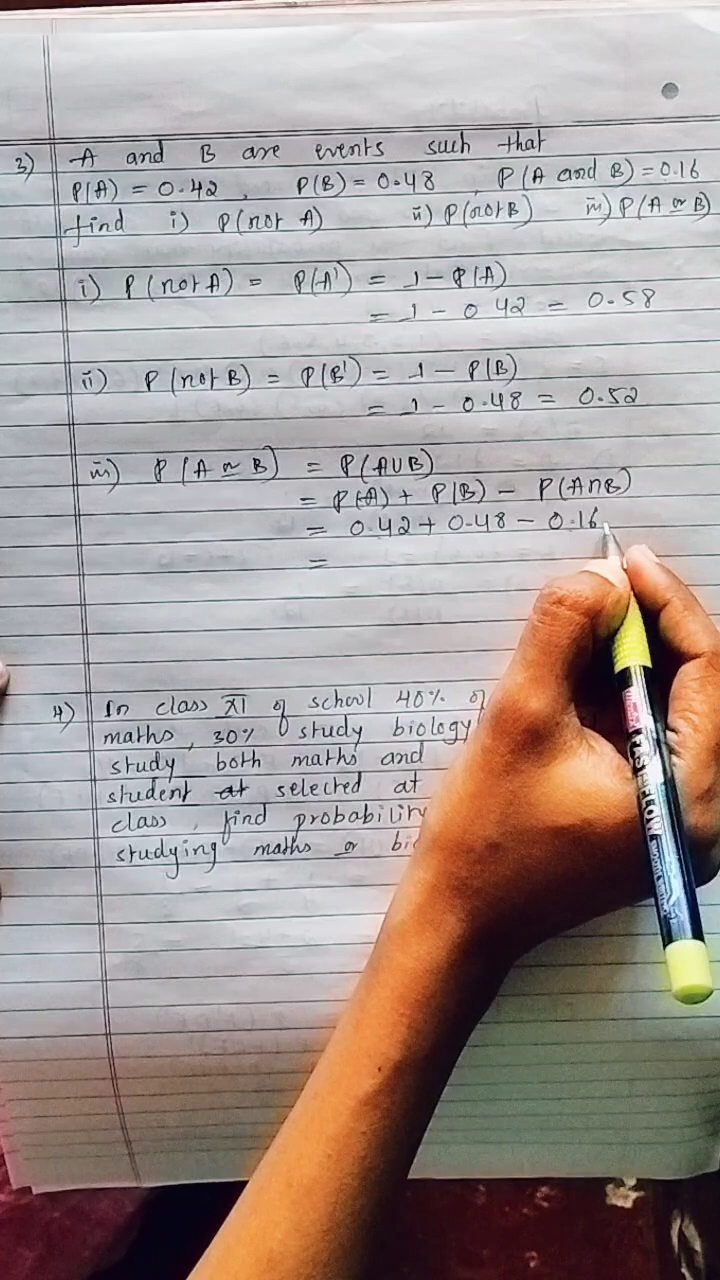 3) A and B are events such that
P(A) = 0.42, P(B) = 0.48, P(A and B) = 0.16
find i) P(not A) ii) P(not B) iii) P(A or B)
i) P(not A) = P(A') = 1 - P(A)
= 1 - 0.42 = 0.58
ii) P(not B) = P(B') = 1 - P(B)
= 1 - 0.48 = 0.52
iii) P(A or B) = P(A∪B)
= P(A) + P(B) - P(A∩B)
= 0.42 + 0.48 - 0.16
=
4) In class XI of school 40% of
maths, 30% study biology
study both maths and
student at selected at
class, find probability
studying maths or
FASTFLOW